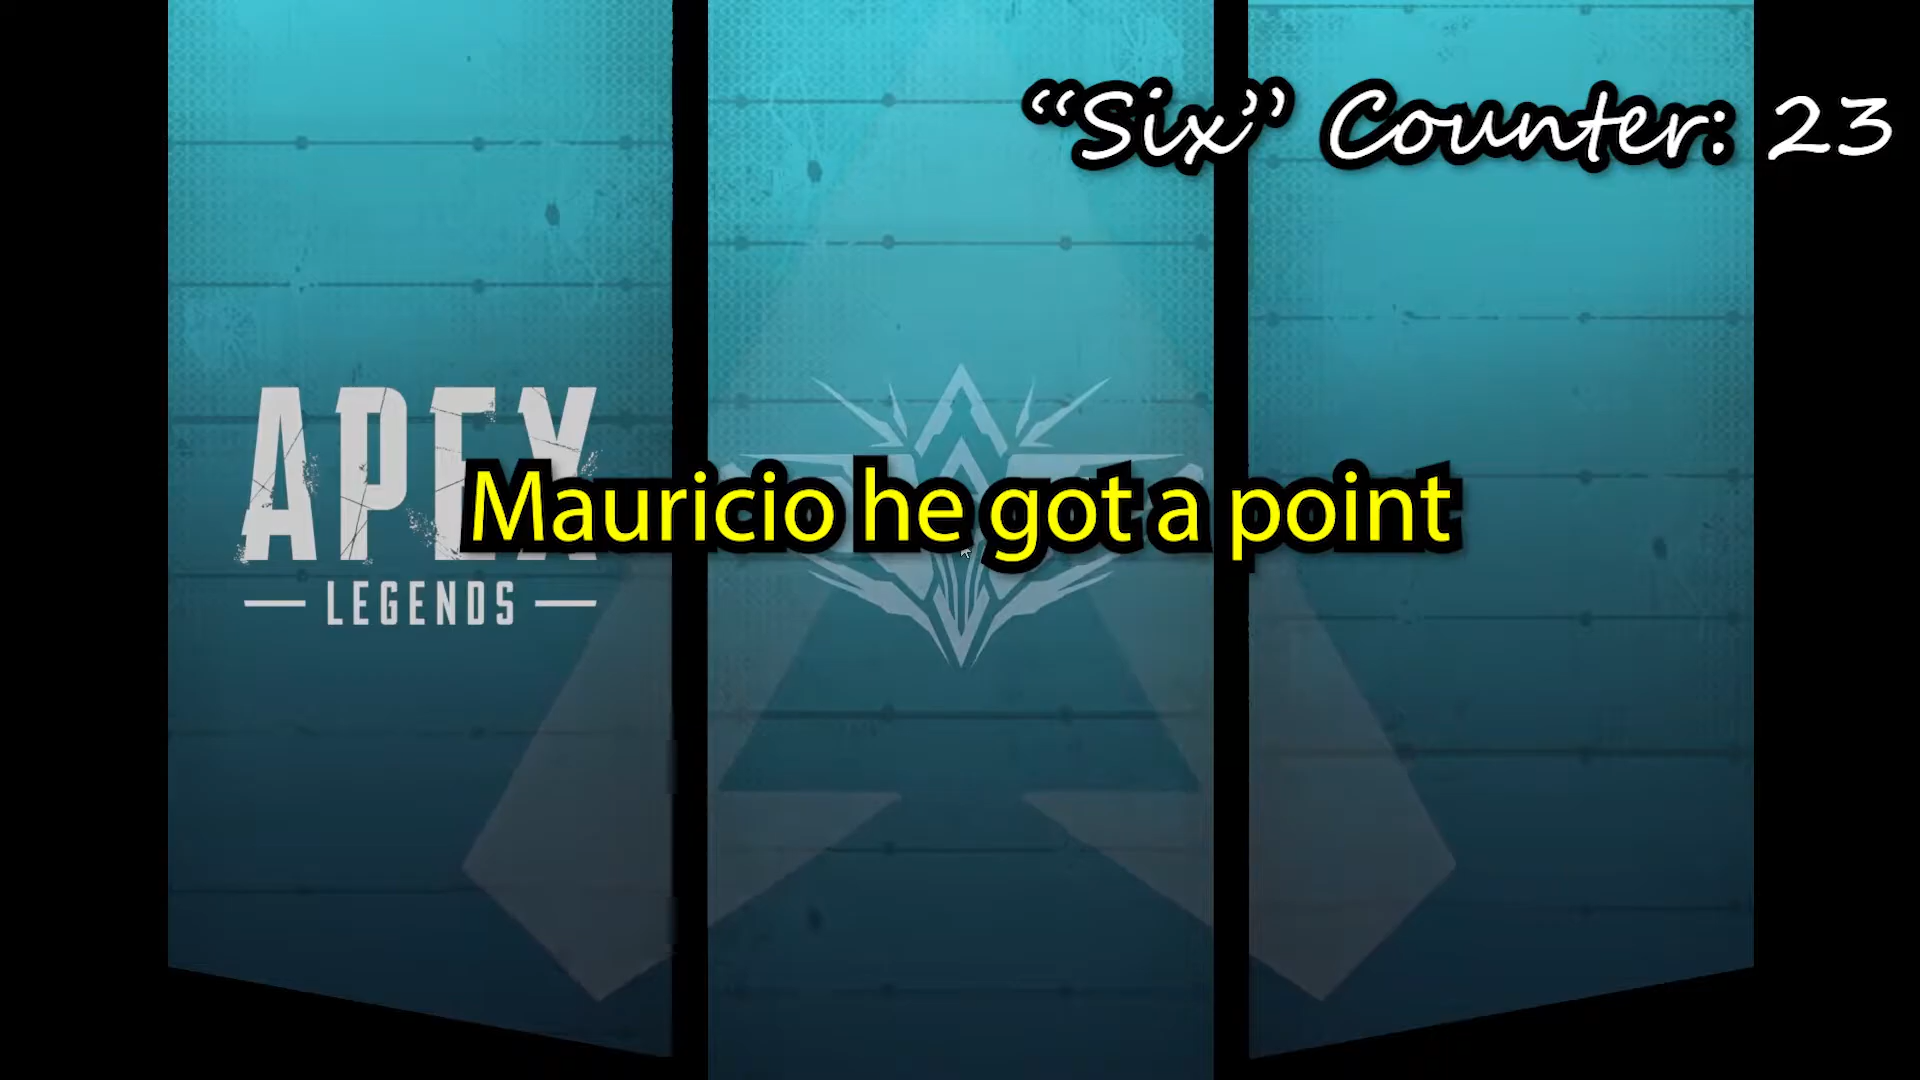 “Six” Counter: 23
APEX
LEGENDS
Mauricio he got a point